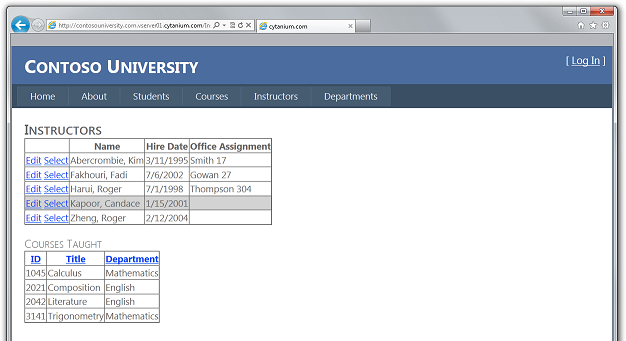 http://contosouniversity.com.vserver01.cytanium.com/In
cytanium.com
CONTOSO UNIVERSITY
[ Log In ]
Home About Students Courses Instructors Departments
INSTRUCTORS
Name Hire Date Office Assignment
Edit Select Abercrombie, Kim 3/11/1995 Smith 17
Edit Select Fakhouri, Fadi 7/6/2002 Gowan 27
Edit Select Harui, Roger 7/1/1998 Thompson 304
Edit Select Kapoor, Candace 1/15/2001
Edit Select Zheng, Roger 2/12/2004
COURSES TAUGHT
ID Title Department
1045 Calculus Mathematics
2021 Composition English
2042 Literature English
3141 Trigonometry Mathematics